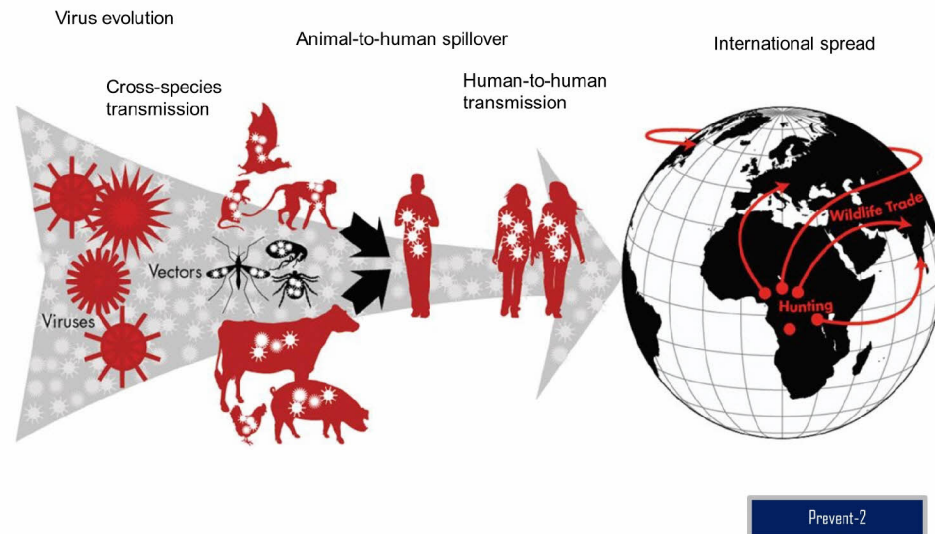 Virus evolution
Animal-to-human spillover
International spread
Cross-species
transmission
Human-to-human
transmission
Vectors
Viruses
Wildlife Trade
Hunting
Prevent-2